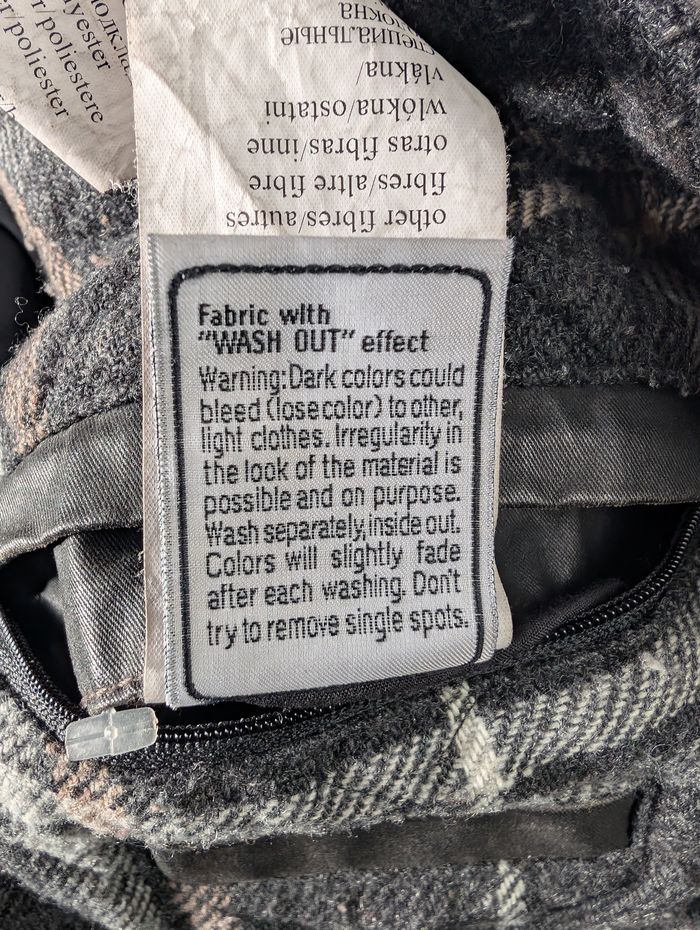 Fabric with
"WASH OUT" effect
Warning:Dark colors could
bleed (lose color) to other,
light clothes. Irregularity in
the look of the material is
possible and on purpose.
Wash separately, inside out.
Colors will slightly fade
after each washing. Don't
try to remove single spots.
other fibres/autres
fibres/altre fibre
otras fibras/inne
włókna/ostatni
vlákna/
специальные
волокна
yester
r/poliestere
r/poliester